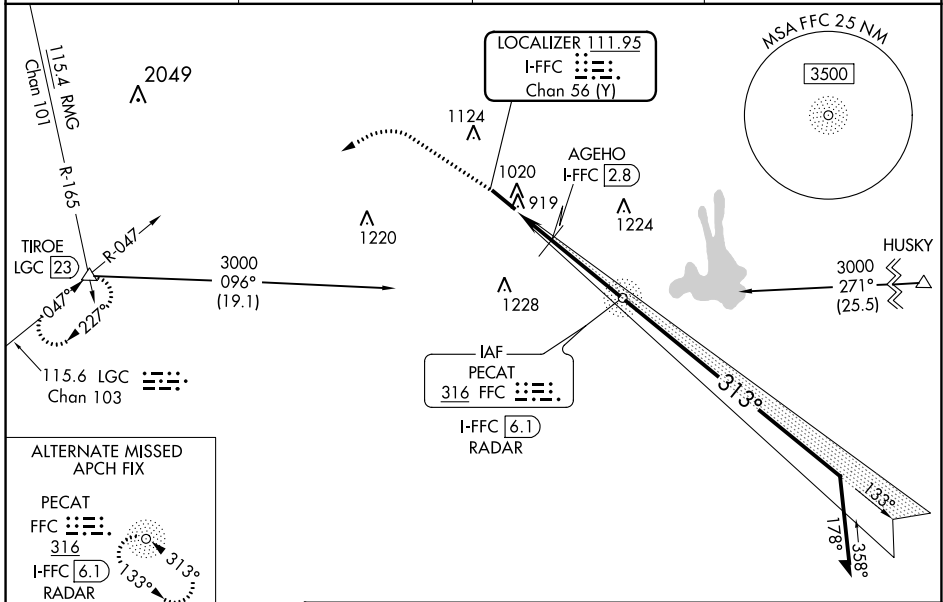 115.4 RMG
Chan 101
R-165
2049
LOCALIZER 111.95
I-FFC
Chan 56 (Y)
MSA FFC 25 NM
3500
1124
1020
919
AGEHO
I-FFC 2.8
1224
1220
1228
TIROE
LGC 23
R-047
047°
227°
3000
096°
(19.1)
HUSKY
3000
271°
(25.5)
115.6 LGC
Chan 103
IAF
PECAT
316 FFC
I-FFC 6.1
RADAR
313°
133°
178°
358°
ALTERNATE MISSED
APCH FIX
PECAT
FFC
316
I-FFC 6.1
RADAR
313°
133°